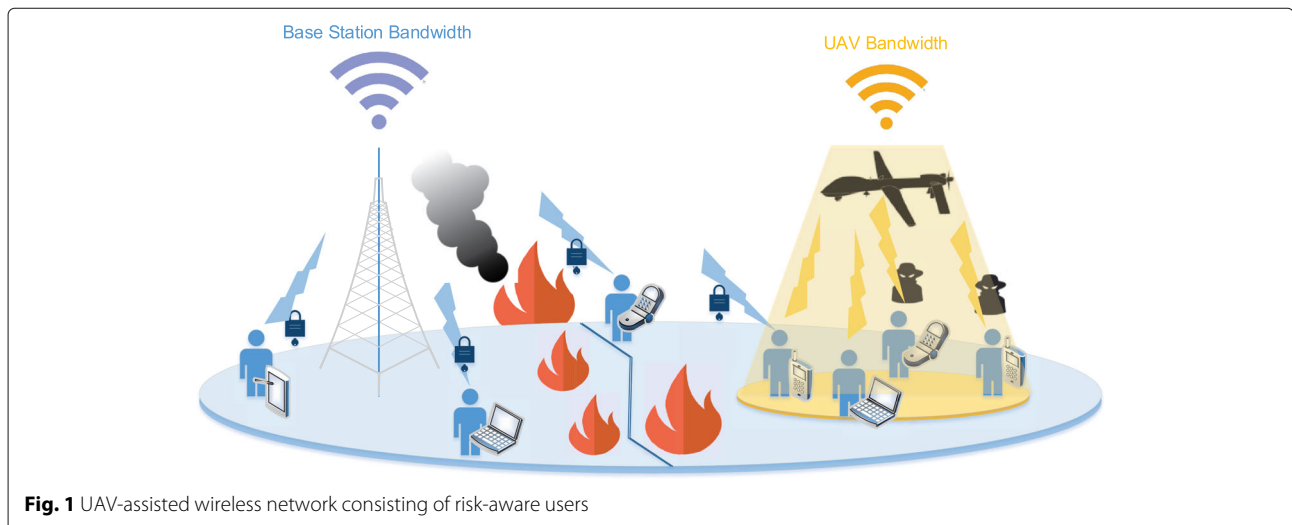 Base Station Bandwidth
UAV Bandwidth
Fig. 1 UAV-assisted wireless network consisting of risk-aware users